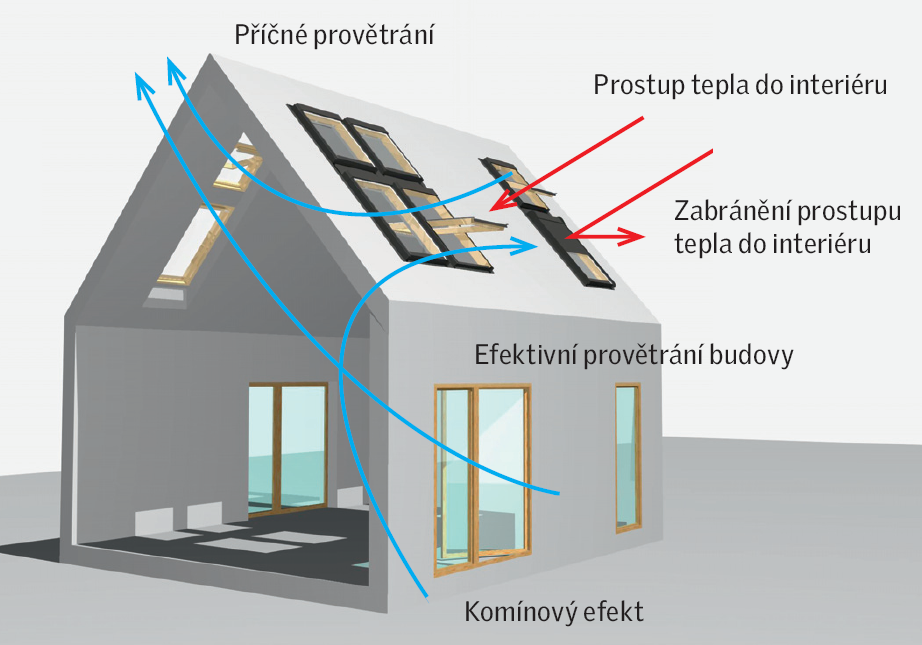 Příčné provětrání
Prostup tepla do interiéru
Zabránění prostupu
tepla do interiéru
Efektivní provětrání budovy
Komínový efekt